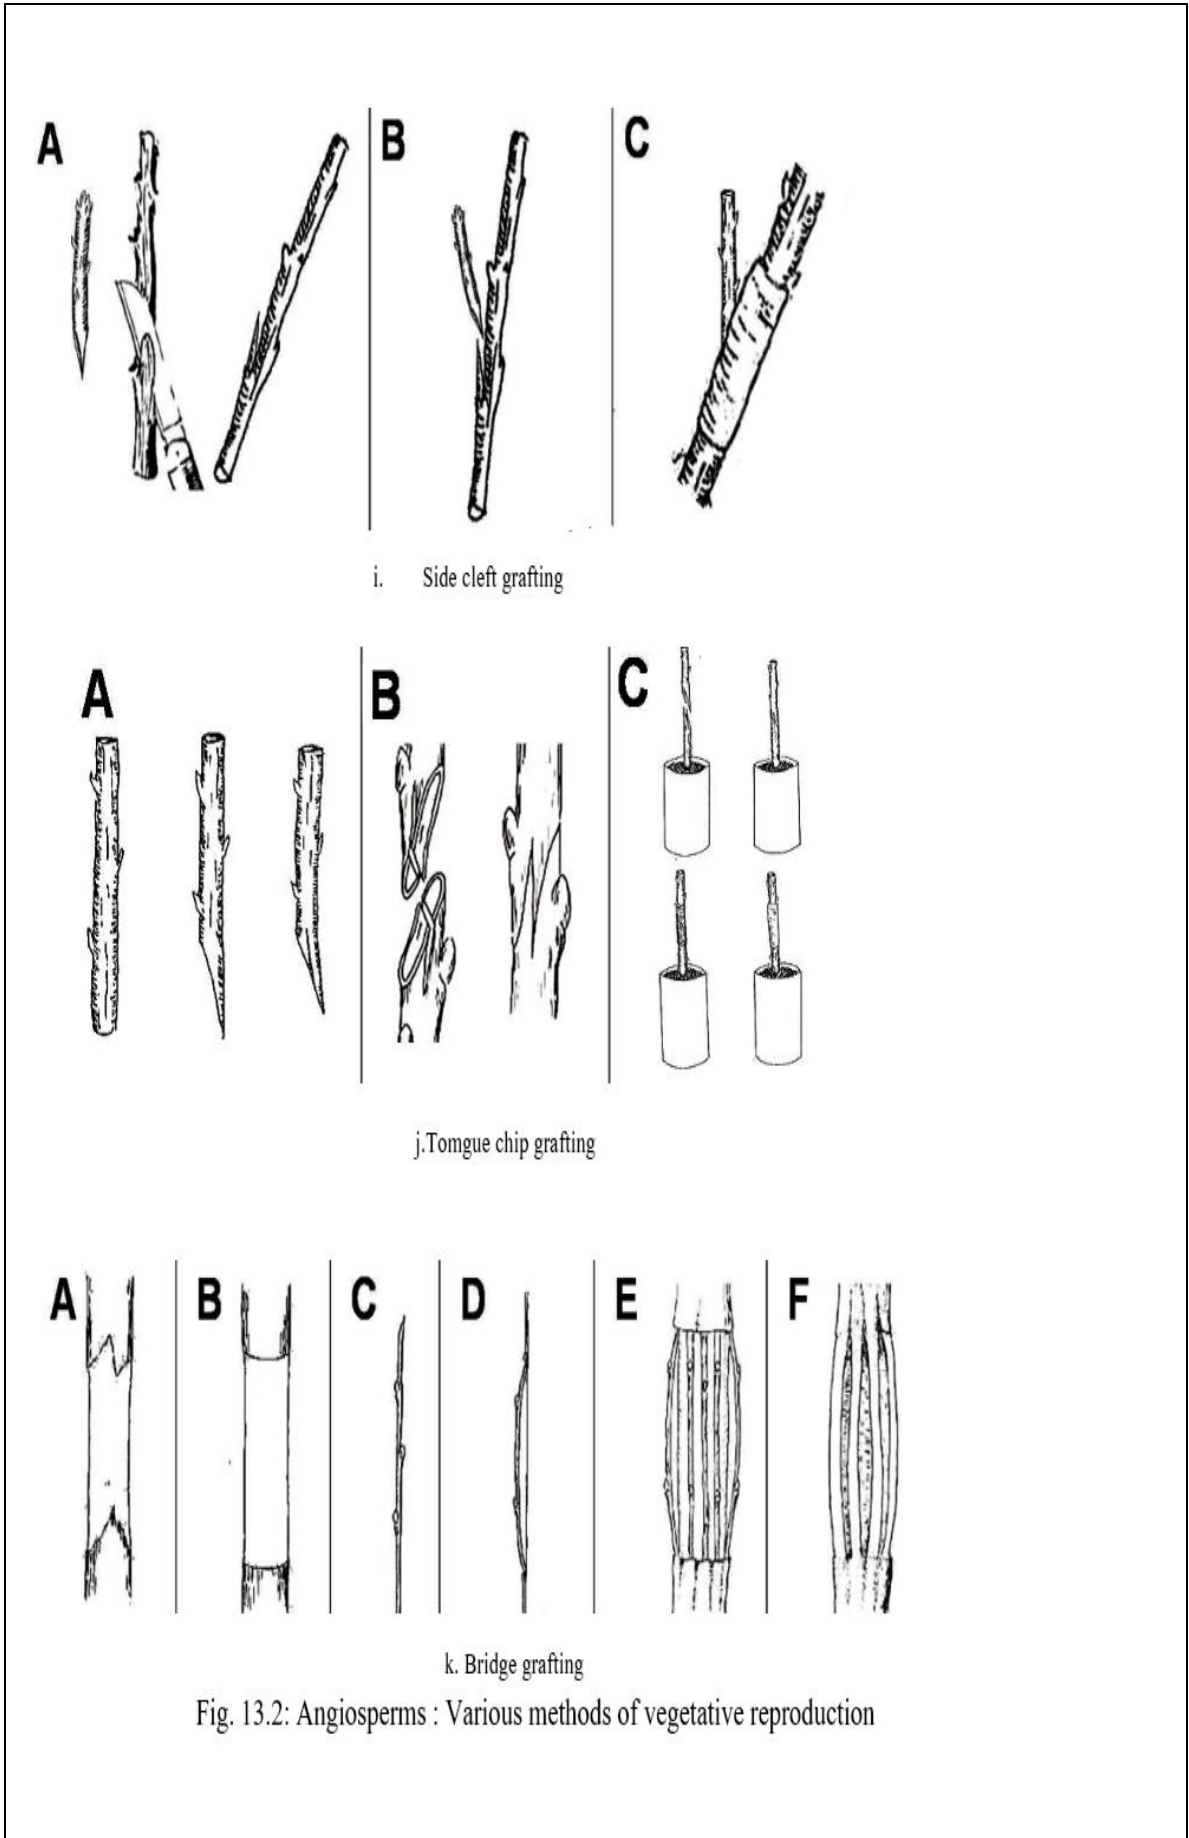 A B C
i. Side cleft grafting
A B C
j.Tomgue chip grafting
A B C D E F
k. Bridge grafting
Fig. 13.2: Angiosperms : Various methods of vegetative reproduction